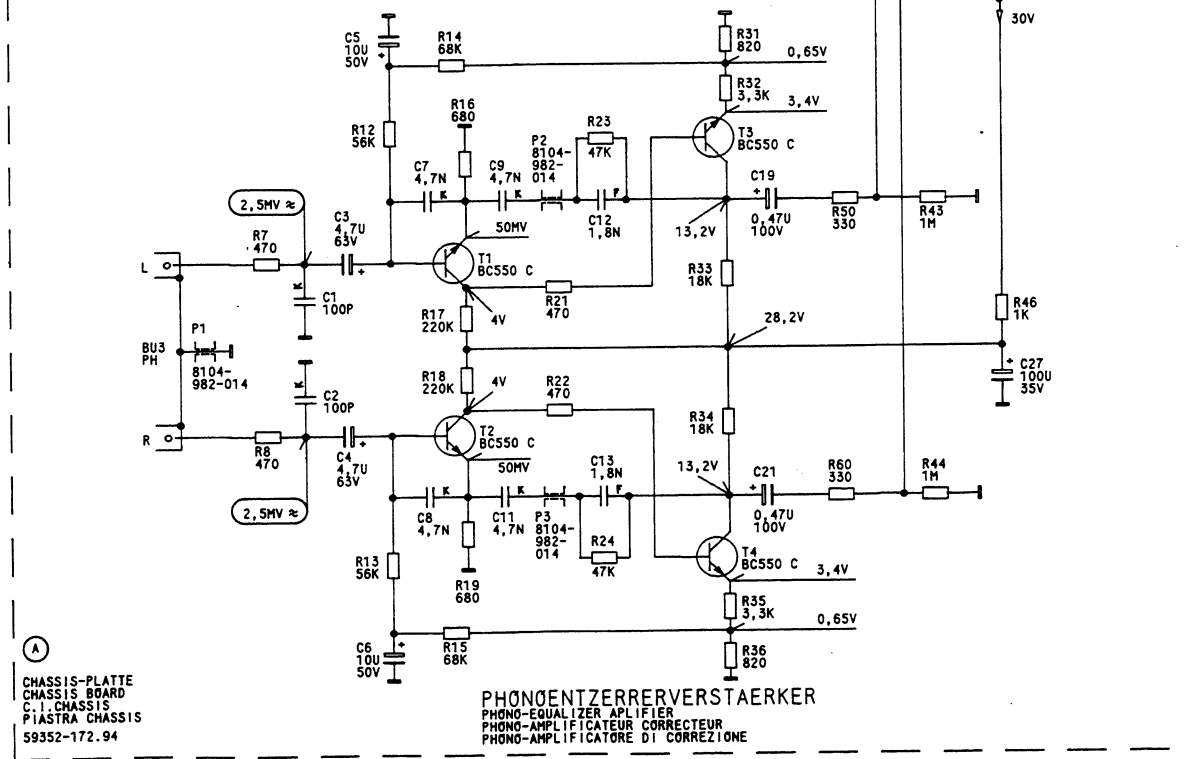 30V
C5
10U
50V
+
R14
68K
R31
820
0,65V
R32
3,3K
3,4V
R16
680
R12
56K
R23
47K
P2
8104-
982-
014
T3
BC550 C
C7
4,7N
K
C9
4,7N
K
C12
1,8N
F
C19
+
0,47U
100V
R50
330
R43
1M
2,5MV ≈
C3
4,7U
63V
+
50MV
13,2V
R7
470
L
T1
BC550 C
R33
18K
K
C1
100P
R21
470
R17
220K
4V
28,2V
R46
1K
P1
BU3
PH
8104-
982-014
+
C27
100U
35V
K
C2
100P
R18
220K
4V
R22
470
R34
18K
R
R8
470
C4
4,7U
63V
+
T2
BC550 C
50MV
C13
1,8N
F
13,2V
C21
+
0,47U
100V
R60
330
R44
1M
2,5MV ≈
C8
4,7N
K
C11
4,7N
K
P3
8104-
982-
014
R24
47K
T4
BC550 C
3,4V
R13
56K
R19
680
R35
3,3K
0,65V
C6
10U
50V
+
R15
68K
R36
820
A
CHASSIS-PLATTE
CHASSIS BOARD
C.I.CHASSIS
PIASTRA CHASSIS
59352-172.94
PHONOENTZERRERVERSTAERKER
PHONO-EQUALIZER APLIFIER
PHONO-AMPLIFICATEUR CORRECTEUR
PHONO-AMPLIFICATORE DI CORREZIONE